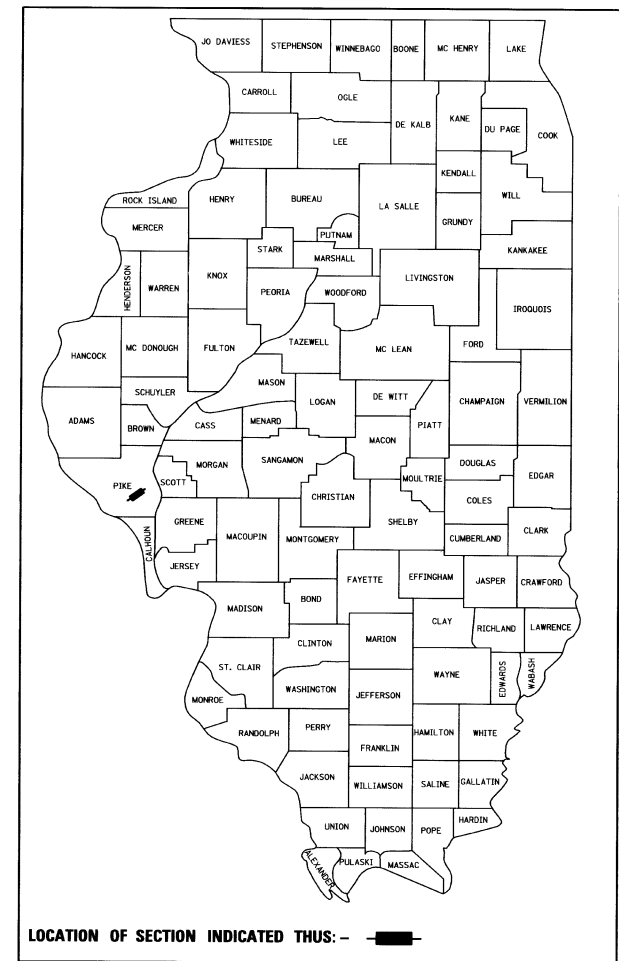 JO DAVIESS
STEPHENSON
WINNEBAGO
BOONE
MC HENRY
LAKE
CARROLL
OGLE
DE KALB
KANE
DU PAGE
COOK
WHITESIDE
LEE
KENDALL
WILL
ROCK ISLAND
HENRY
BUREAU
LA SALLE
GRUNDY
MERCER
PUTNAM
KANKAKEE
STARK
MARSHALL
HENDERSON
WARREN
KNOX
PEORIA
WOODFORD
LIVINGSTON
IROQUOIS
HANCOCK
MC DONOUGH
FULTON
TAZEWELL
MC LEAN
FORD
SCHUYLER
MASON
LOGAN
DE WITT
CHAMPAIGN
VERMILION
ADAMS
BROWN
CASS
MENARD
PIATT
MACON
SANGAMON
MORGAN
DOUGLAS
EDGAR
PIKE
SCOTT
CHRISTIAN
MOULTRIE
COLES
GREENE
MACOUPIN
MONTGOMERY
SHELBY
CUMBERLAND
CLARK
CALHOUN
JERSEY
FAYETTE
EFFINGHAM
JASPER
CRAWFORD
MADISON
BOND
CLAY
RICHLAND
LAWRENCE
CLINTON
MARION
ST. CLAIR
WAYNE
EDWARDS
WABASH
WASHINGTON
JEFFERSON
MONROE
RANDOLPH
PERRY
HAMILTON
WHITE
FRANKLIN
JACKSON
WILLIAMSON
SALINE
GALLATIN
UNION
JOHNSON
POPE
HARDIN
ALEXANDER
PULASKI
MASSAC
LOCATION OF SECTION INDICATED THUS: -